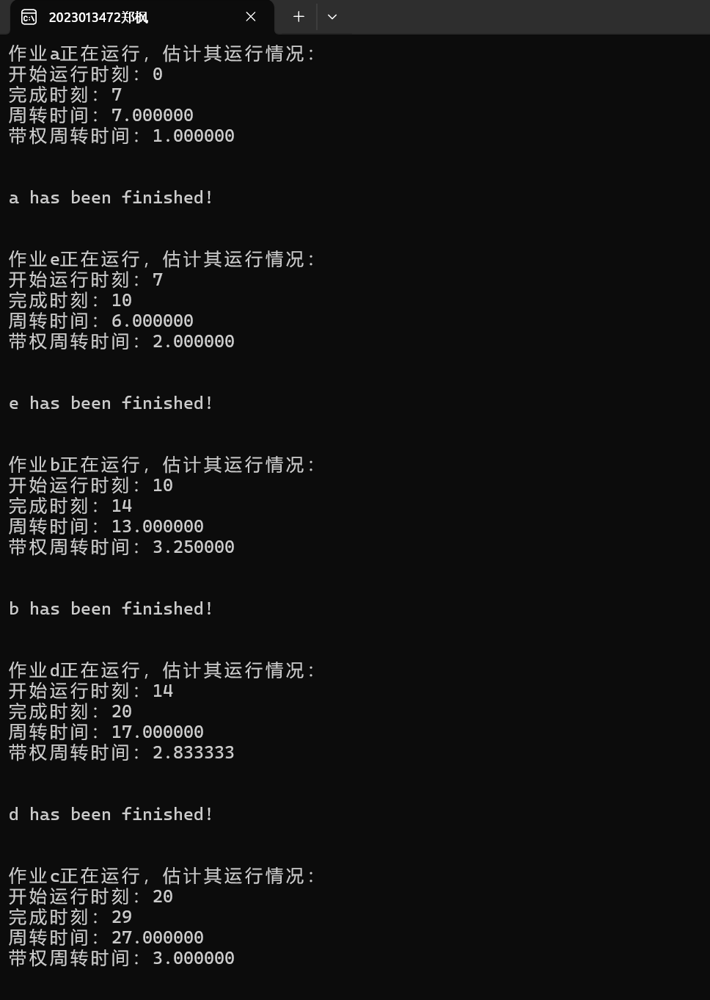 2023013472郑枫
作业a正在运行，估计其运行情况：
开始运行时刻：0
完成时刻：7
周转时间：7.000000
带权周转时间：1.000000
a has been finished!
作业e正在运行，估计其运行情况：
开始运行时刻：7
完成时刻：10
周转时间：6.000000
带权周转时间：2.000000
e has been finished!
作业b正在运行，估计其运行情况：
开始运行时刻：10
完成时刻：14
周转时间：13.000000
带权周转时间：3.250000
b has been finished!
作业d正在运行，估计其运行情况：
开始运行时刻：14
完成时刻：20
周转时间：17.000000
带权周转时间：2.833333
d has been finished!
作业c正在运行，估计其运行情况：
开始运行时刻：20
完成时刻：29
周转时间：27.000000
带权周转时间：3.000000